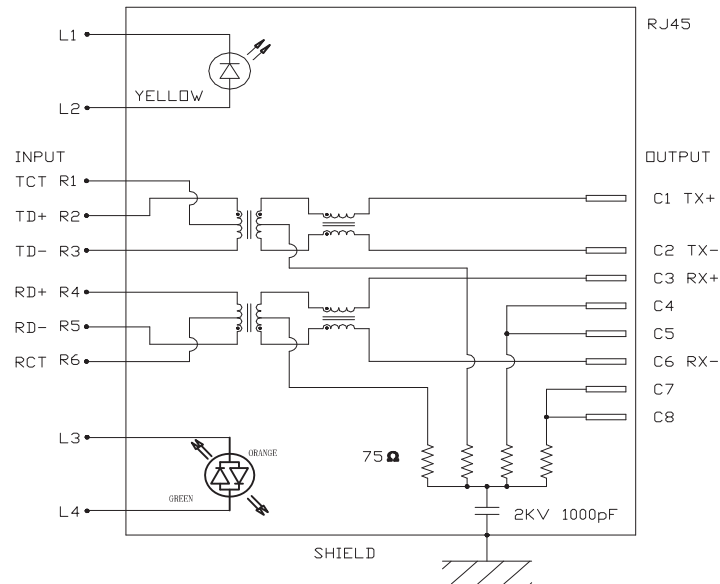 RJ45
L1
YELLOW
L2
INPUT
OUTPUT
TCT R1
C1 TX+
TD+ R2
TD- R3
C2 TX-
C3 RX+
RD+ R4
C4
RD- R5
C5
RCT R6
C6 RX-
C7
C8
L3
ORANGE
75Ω
GREEN
L4
2KV 1000pF
SHIELD